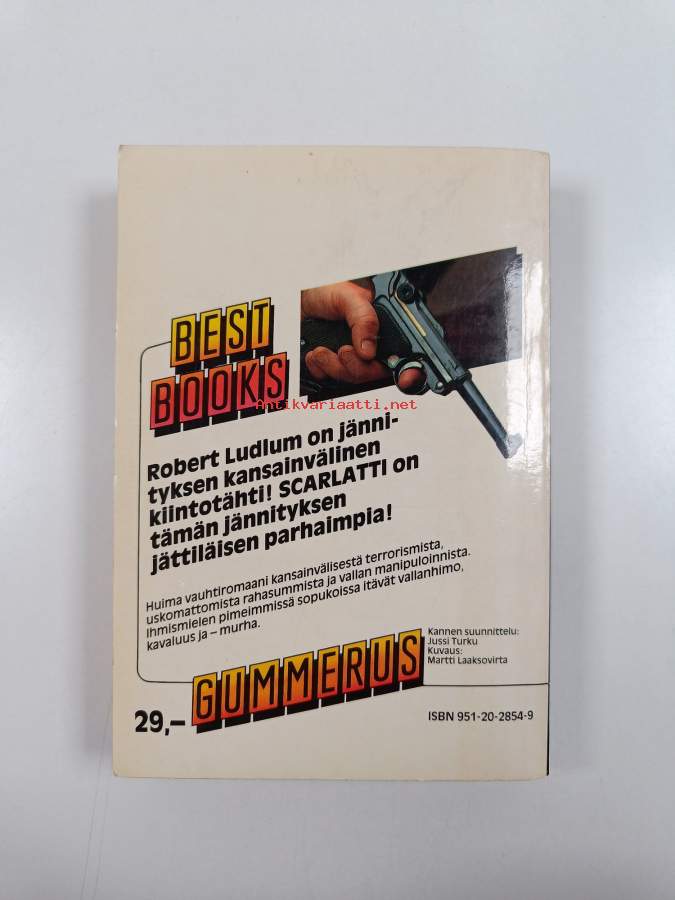 BEST
BOOKS
Antikvariaatti.net
Robert Ludlum on jänni-
tyksen kansainvälinen
kiintotähti! SCARLATTI on
tämän jännityksen
jättiläisen parhaimpia!
Huima vauhtiromaani kansainvälisestä terrorismista,
uskomattomista rahasummista ja vallan manipuloinnista.
Ihmismielen pimeimmissä sopukoissa itävät vallanhimo,
kavaluus ja – murha.
Kannen suunnittelu:
Jussi Turku
Kuvaus:
Martti Laaksovirta
GUMMERUS
29,–
ISBN 951-20-2854-9